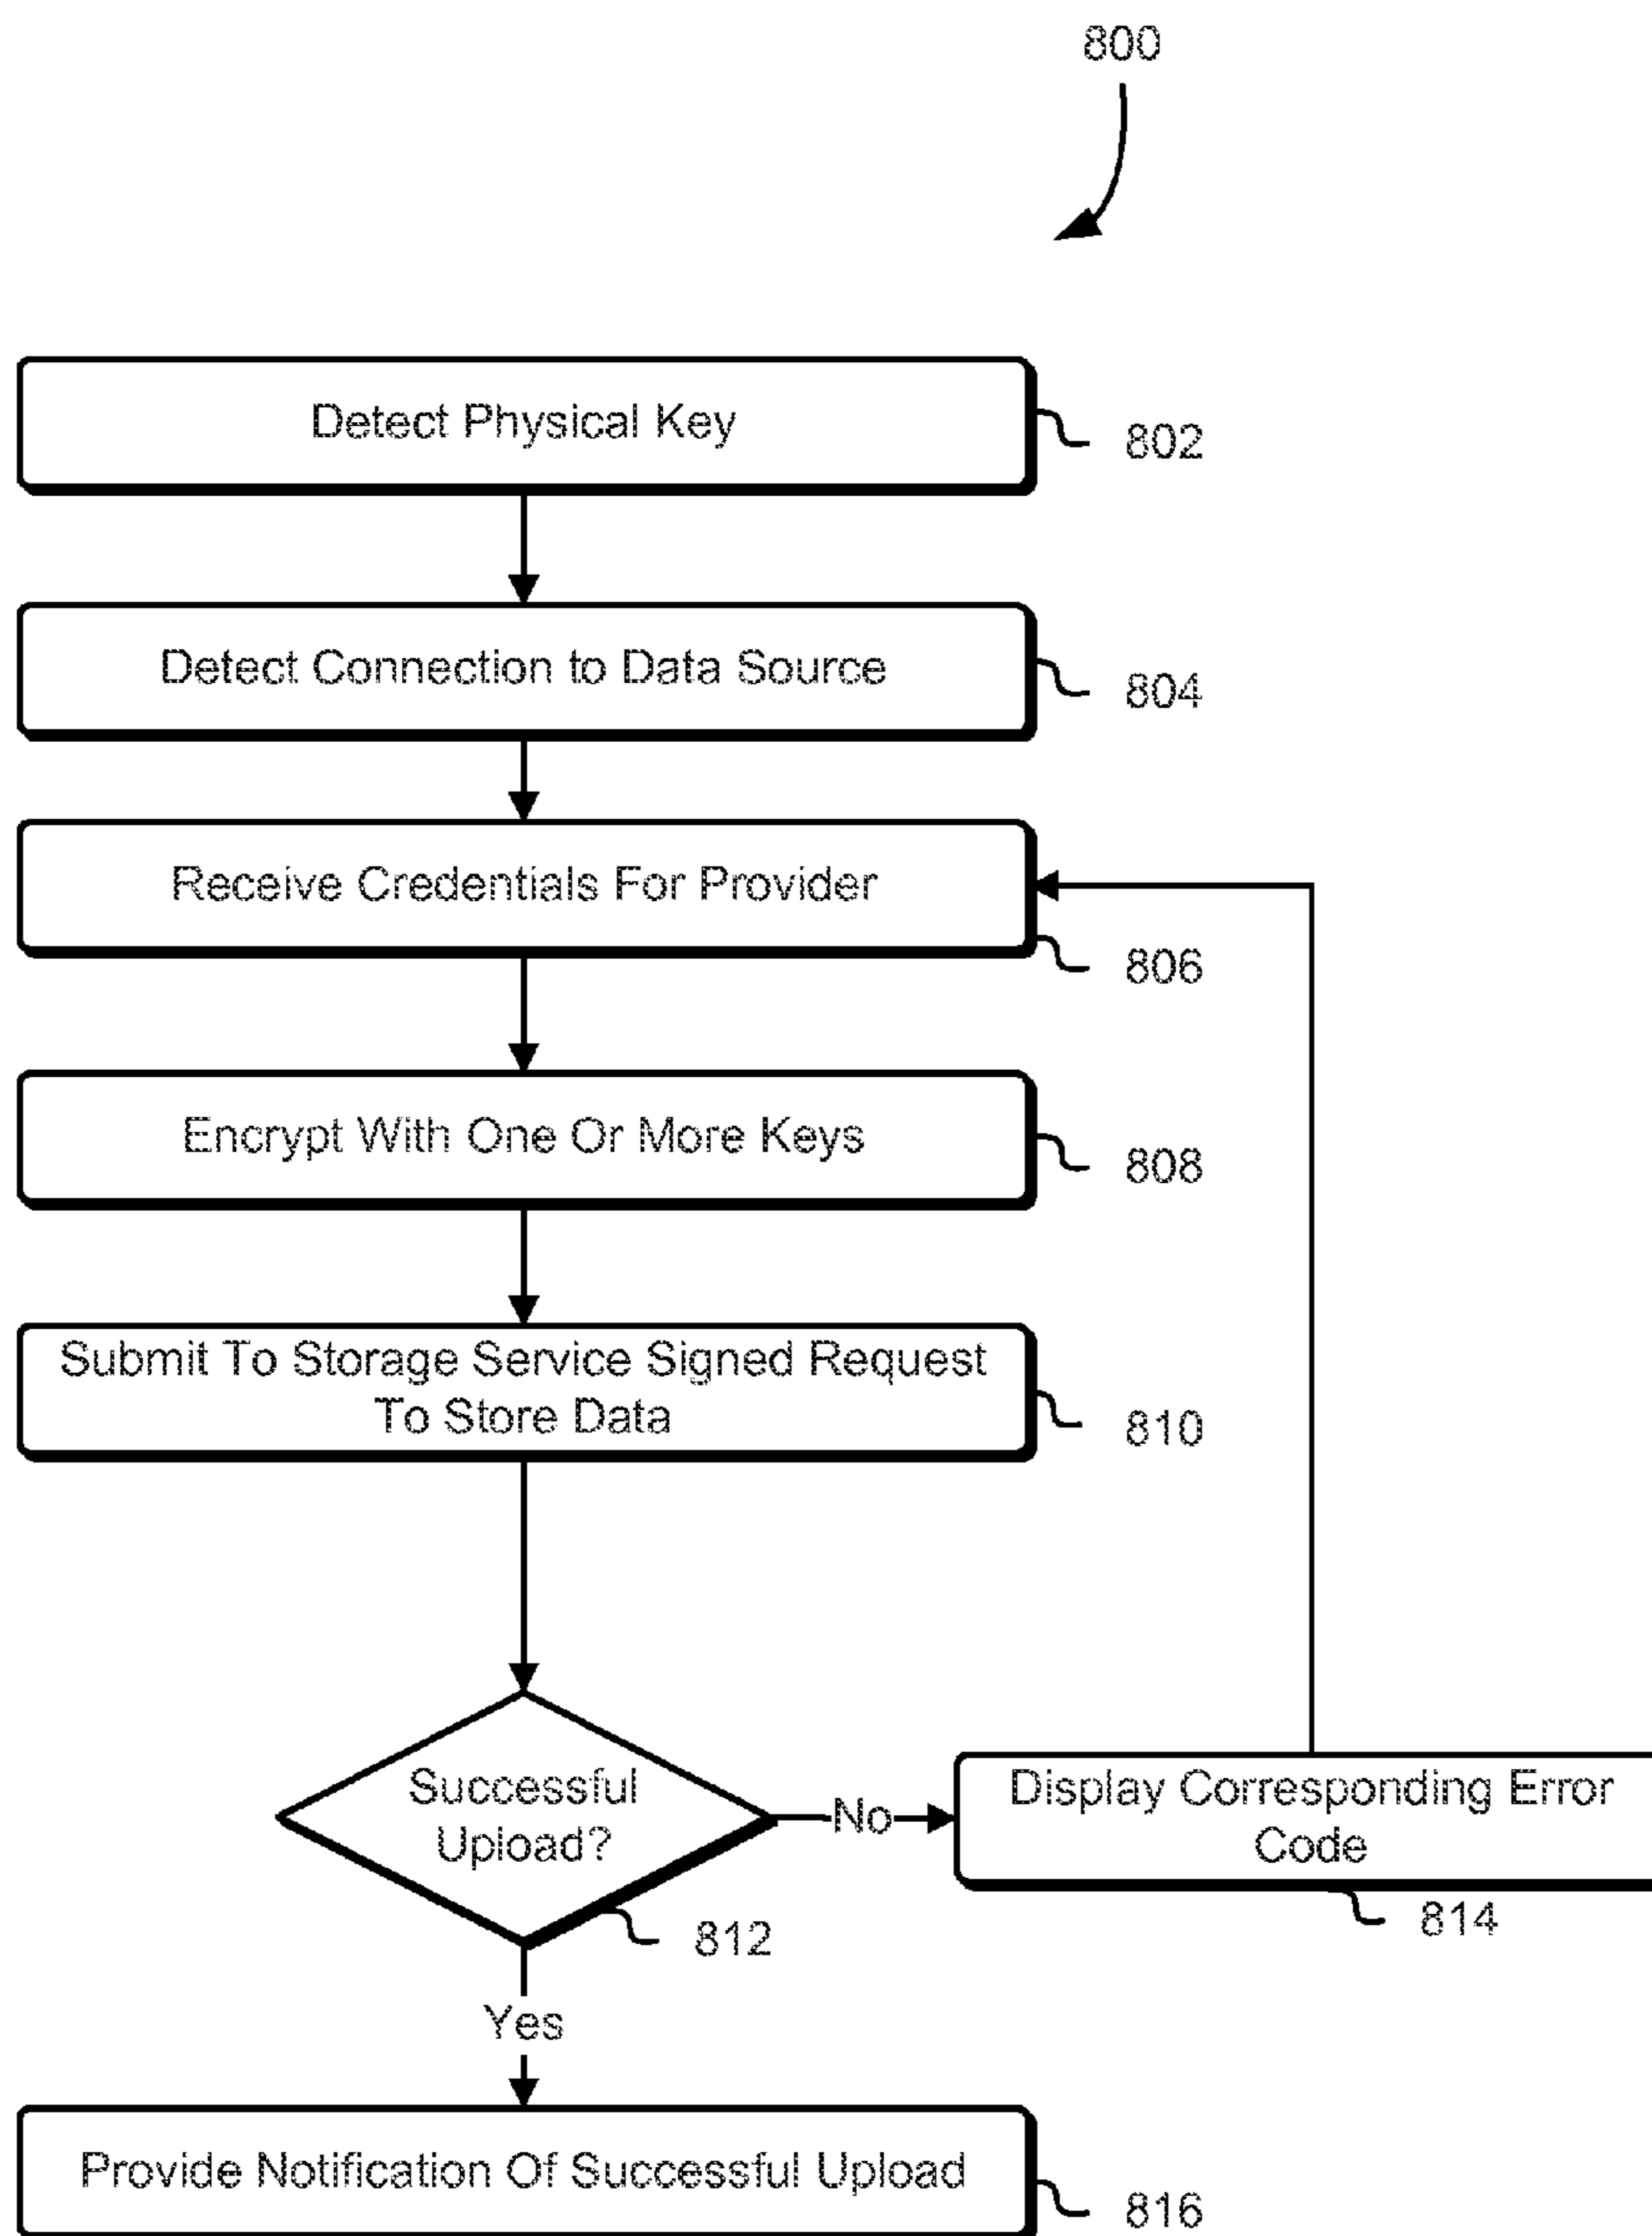 800
Detect Physical Key
802
Detect Connection to Data Source
804
Receive Credentials For Provider
806
Encrypt With One Or More Keys
808
Submit To Storage Service Signed Request
To Store Data
810
Successful
Upload?
812
No
Display Corresponding Error
Code
814
Yes
Provide Notification Of Successful Upload
816